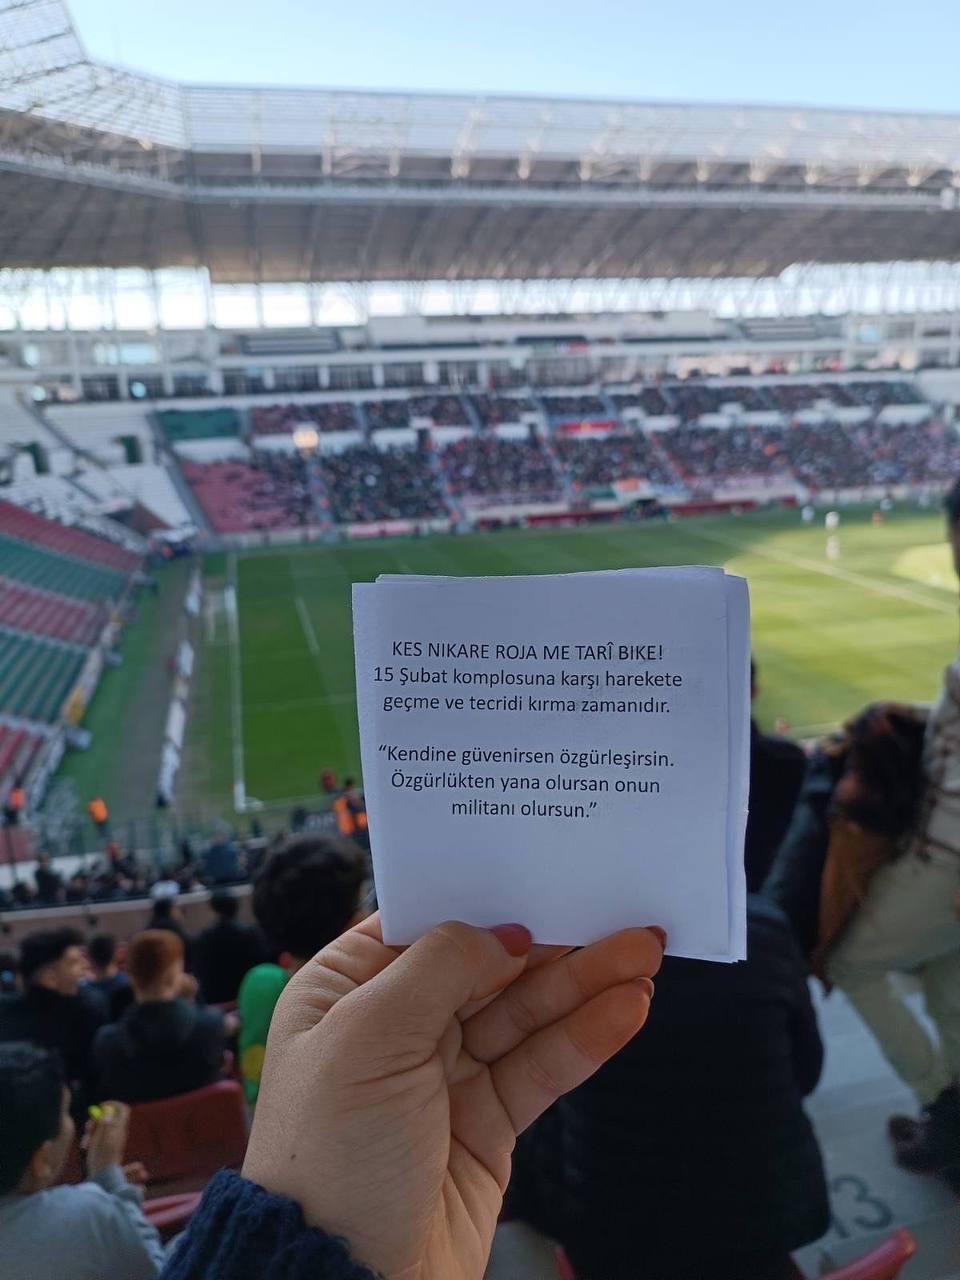 KES NIKARE ROJA ME TARÎ BIKE!
15 Şubat komplosuna karşı harekete
geçme ve tecridi kırma zamanıdır.
“Kendine güvenirsen özgürleşirsin.
Özgürlükten yana olursan onun
militanı olursun.”
13